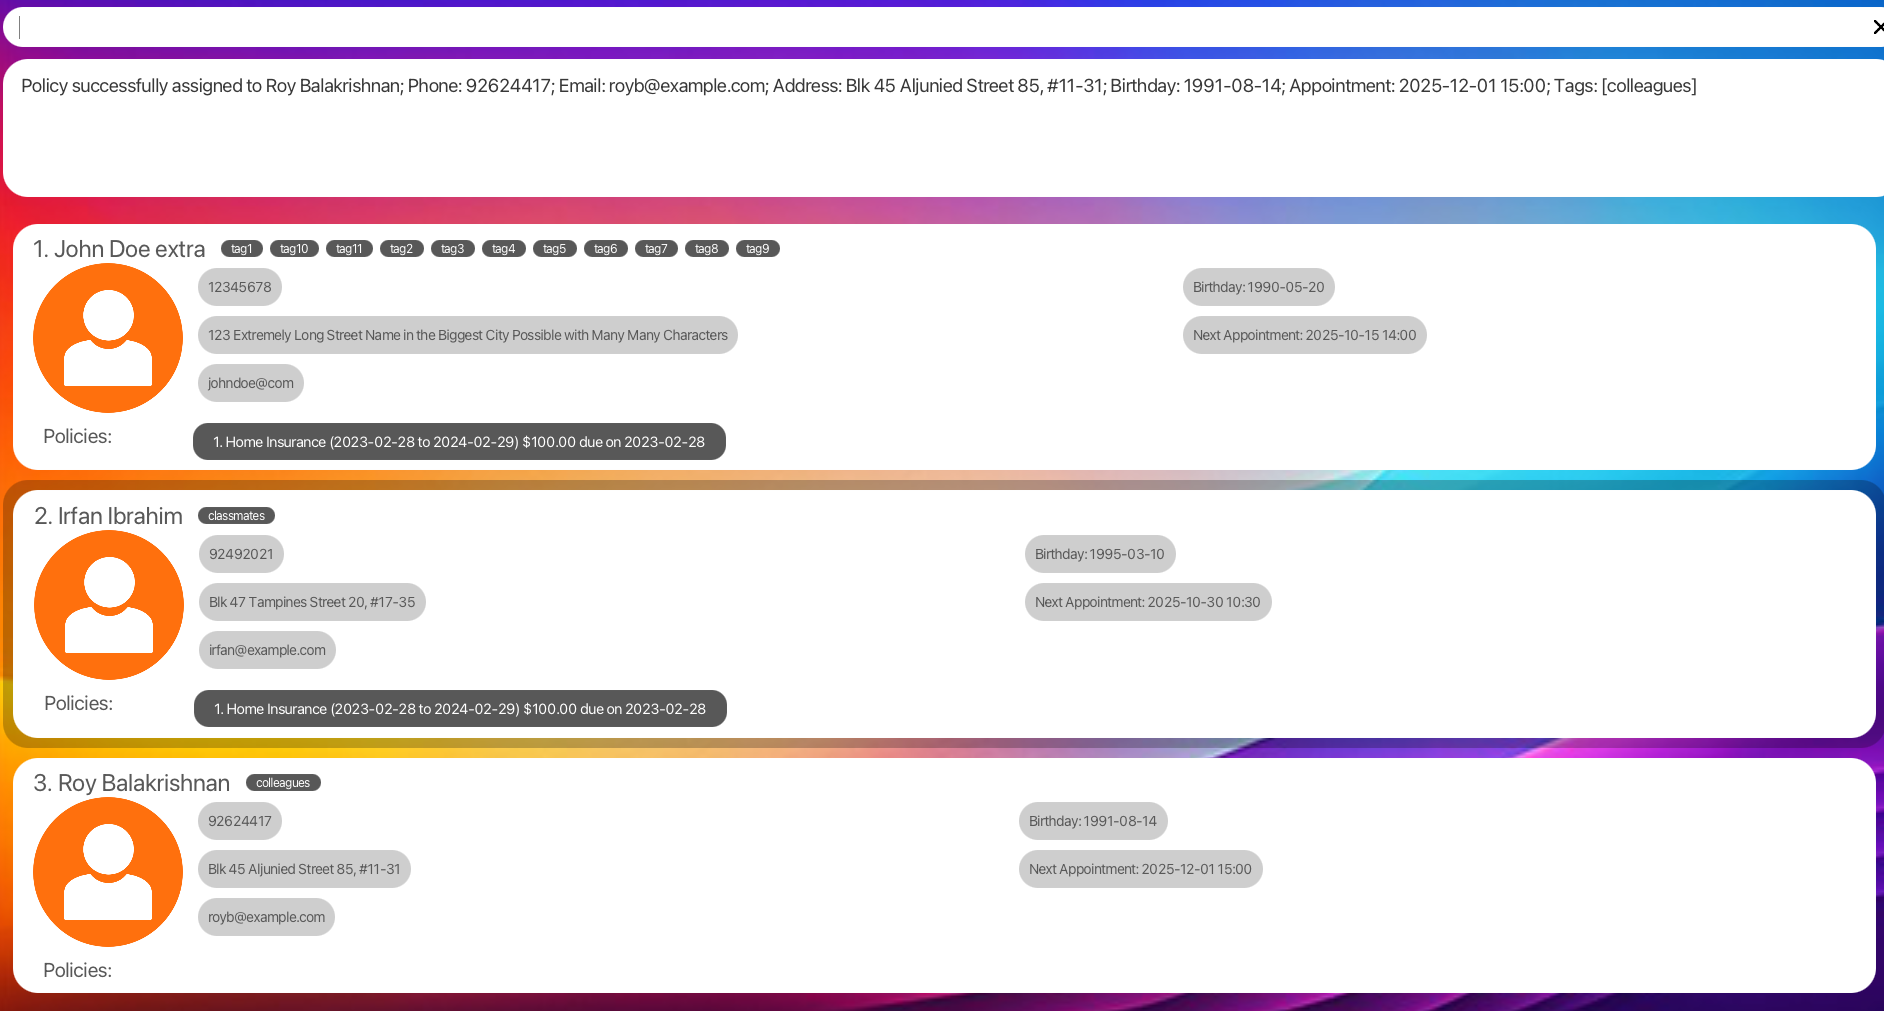 Policy successfully assigned to Roy Balakrishnan; Phone: 92624417; Email: royb@example.com; Address: Blk 45 Aljunied Street 85, #11-31; Birthday: 1991-08-14; Appointment: 2025-12-01 15:00; Tags: [colleagues]
1. John Doe extra tag1 tag10 tag11 tag2 tag3 tag4 tag5 tag6 tag7 tag8 tag9
12345678 Birthday: 1990-05-20
123 Extremely Long Street Name in the Biggest City Possible with Many Many Characters Next Appointment: 2025-10-15 14:00
johndoe@com
Policies: 1. Home Insurance (2023-02-28 to 2024-02-29) $100.00 due on 2023-02-28
2. Irfan Ibrahim classmates
92492021 Birthday: 1995-03-10
Blk 47 Tampines Street 20, #17-35 Next Appointment: 2025-10-30 10:30
irfan@example.com
Policies: 1. Home Insurance (2023-02-28 to 2024-02-29) $100.00 due on 2023-02-28
3. Roy Balakrishnan colleagues
92624417 Birthday: 1991-08-14
Blk 45 Aljunied Street 85, #11-31 Next Appointment: 2025-12-01 15:00
royb@example.com
Policies: